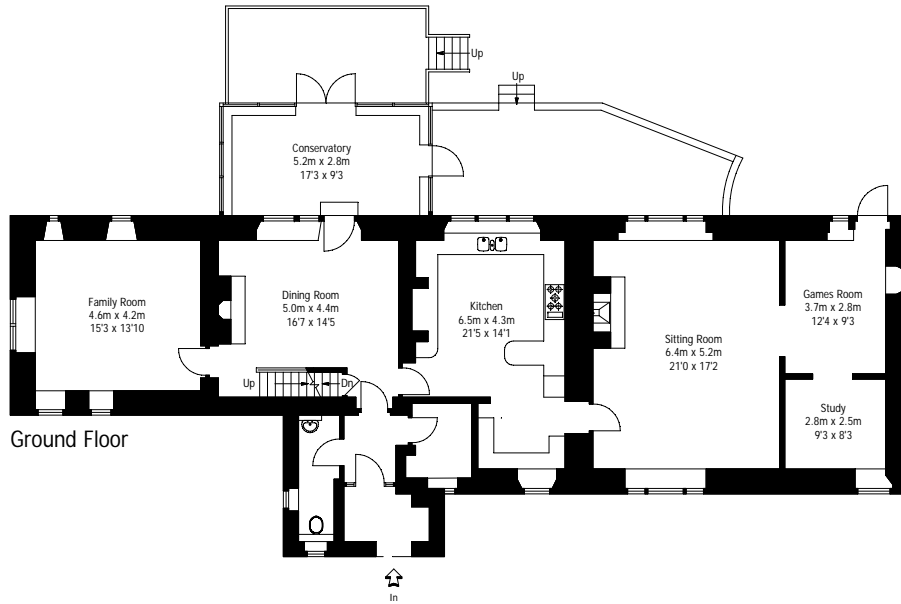 Up
Up
Conservatory
5.2m x 2.8m
17'3 x 9'3
Family Room
4.6m x 4.2m
15'3 x 13'10
Dining Room
5.0m x 4.4m
16'7 x 14'5
Kitchen
6.5m x 4.3m
21'5 x 14'1
Sitting Room
6.4m x 5.2m
21'0 x 17'2
Games Room
3.7m x 2.8m
12'4 x 9'3
Up
Dn
Study
2.8m x 2.5m
9'3 x 8'3
Ground Floor
In